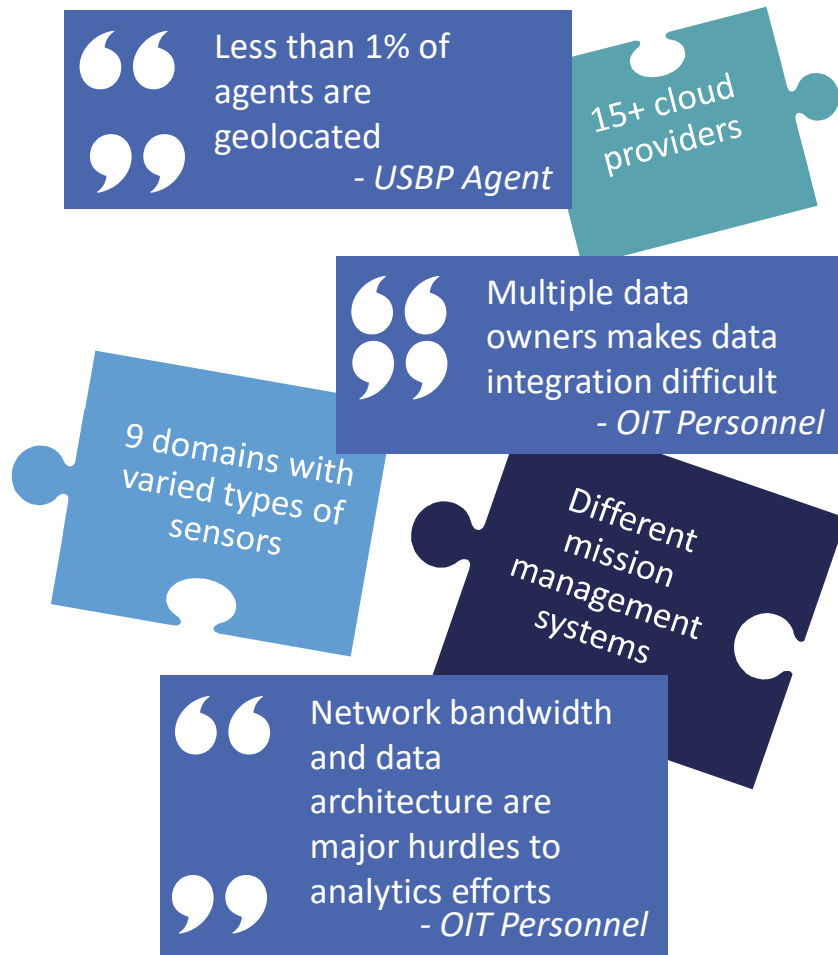 Less than 1% of
agents are
geolocated
- USBP Agent
15+ cloud
providers
Multiple data
owners makes data
integration difficult
- OIT Personnel
9 domains with
varied types of
sensors
Different
mission
management
systems
Network bandwidth
and data
architecture are
major hurdles to
analytics efforts
- OIT Personnel